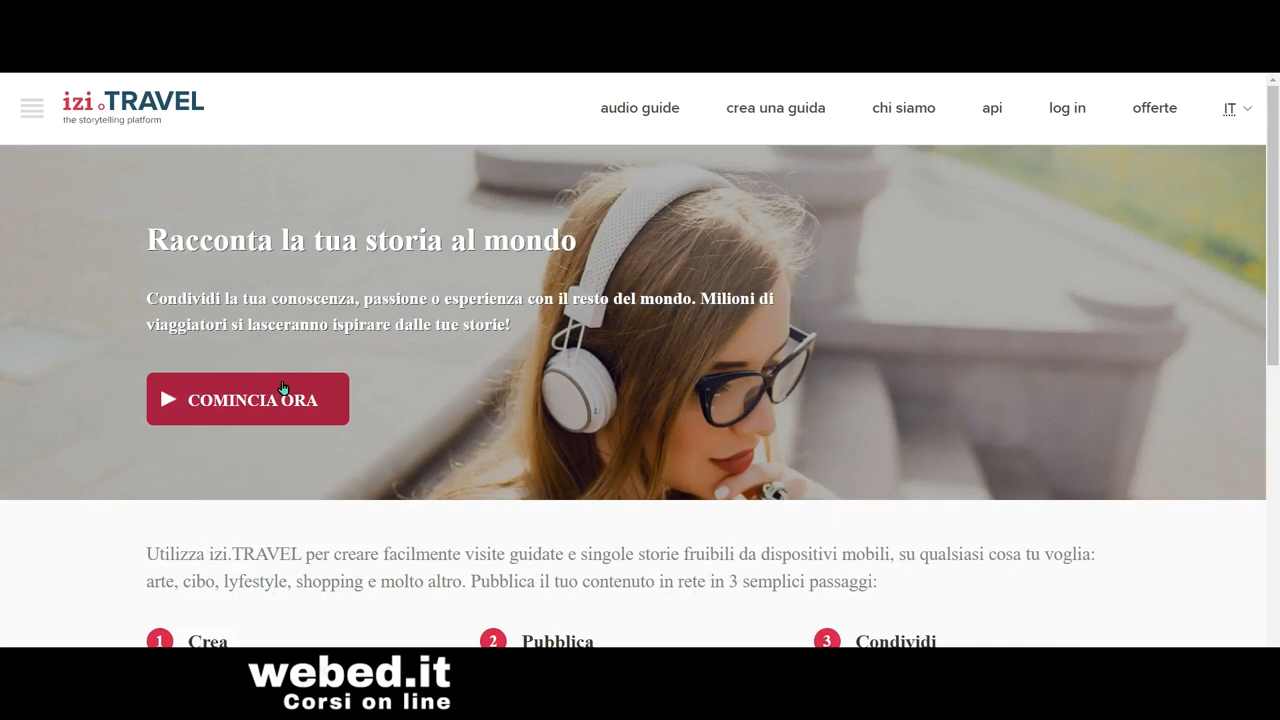 izi.TRAVEL
the storytelling platform
audio guide
crea una guida
chi siamo
api
log in
offerte
IT
Racconta la tua storia al mondo
Condividi la tua conoscenza, passione o esperienza con il resto del mondo. Milioni di
viaggiatori si lasceranno ispirare dalle tue storie!
COMINCIA ORA
Utilizza izi.TRAVEL per creare facilmente visite guidate e singole storie fruibili da dispositivi mobili, su qualsiasi cosa tu voglia:
arte, cibo, lyfestyle, shopping e molto altro. Pubblica il tuo contenuto in rete in 3 semplici passaggi:
1 Crea
2 Pubblica
3 Condividi
webed.it
Corsi on line